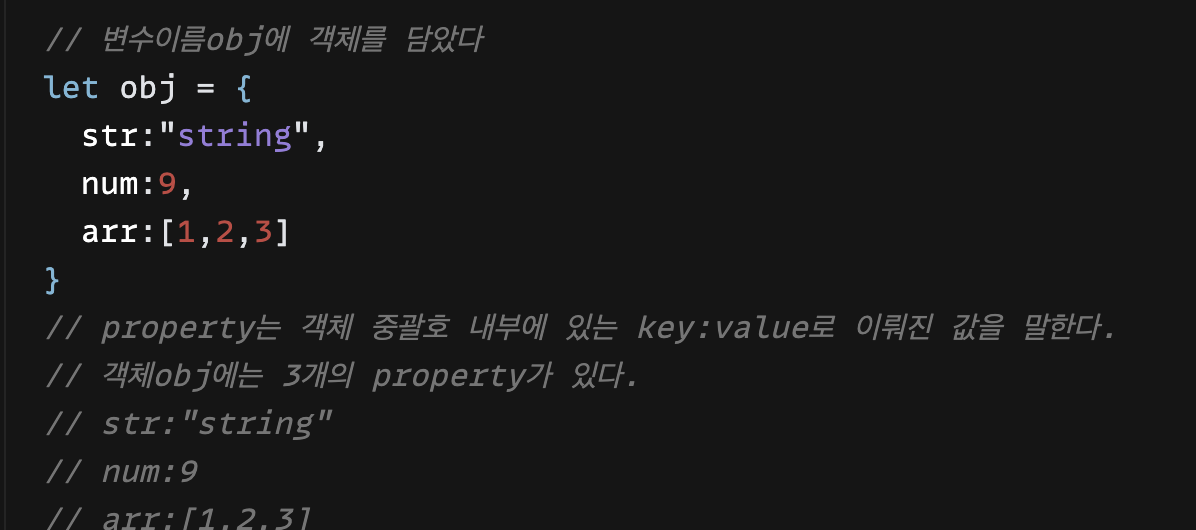 // 변수이름obj에 객체를 담았다
let obj = {
  str:"string",
  num:9,
  arr:[1,2,3]
}
// property는 객체 중괄호 내부에 있는 key:value로 이뤄진 값을 말한다.
// 객체obj에는 3개의 property가 있다.
// str:"string"
// num:9
// arr:[1,2,3]